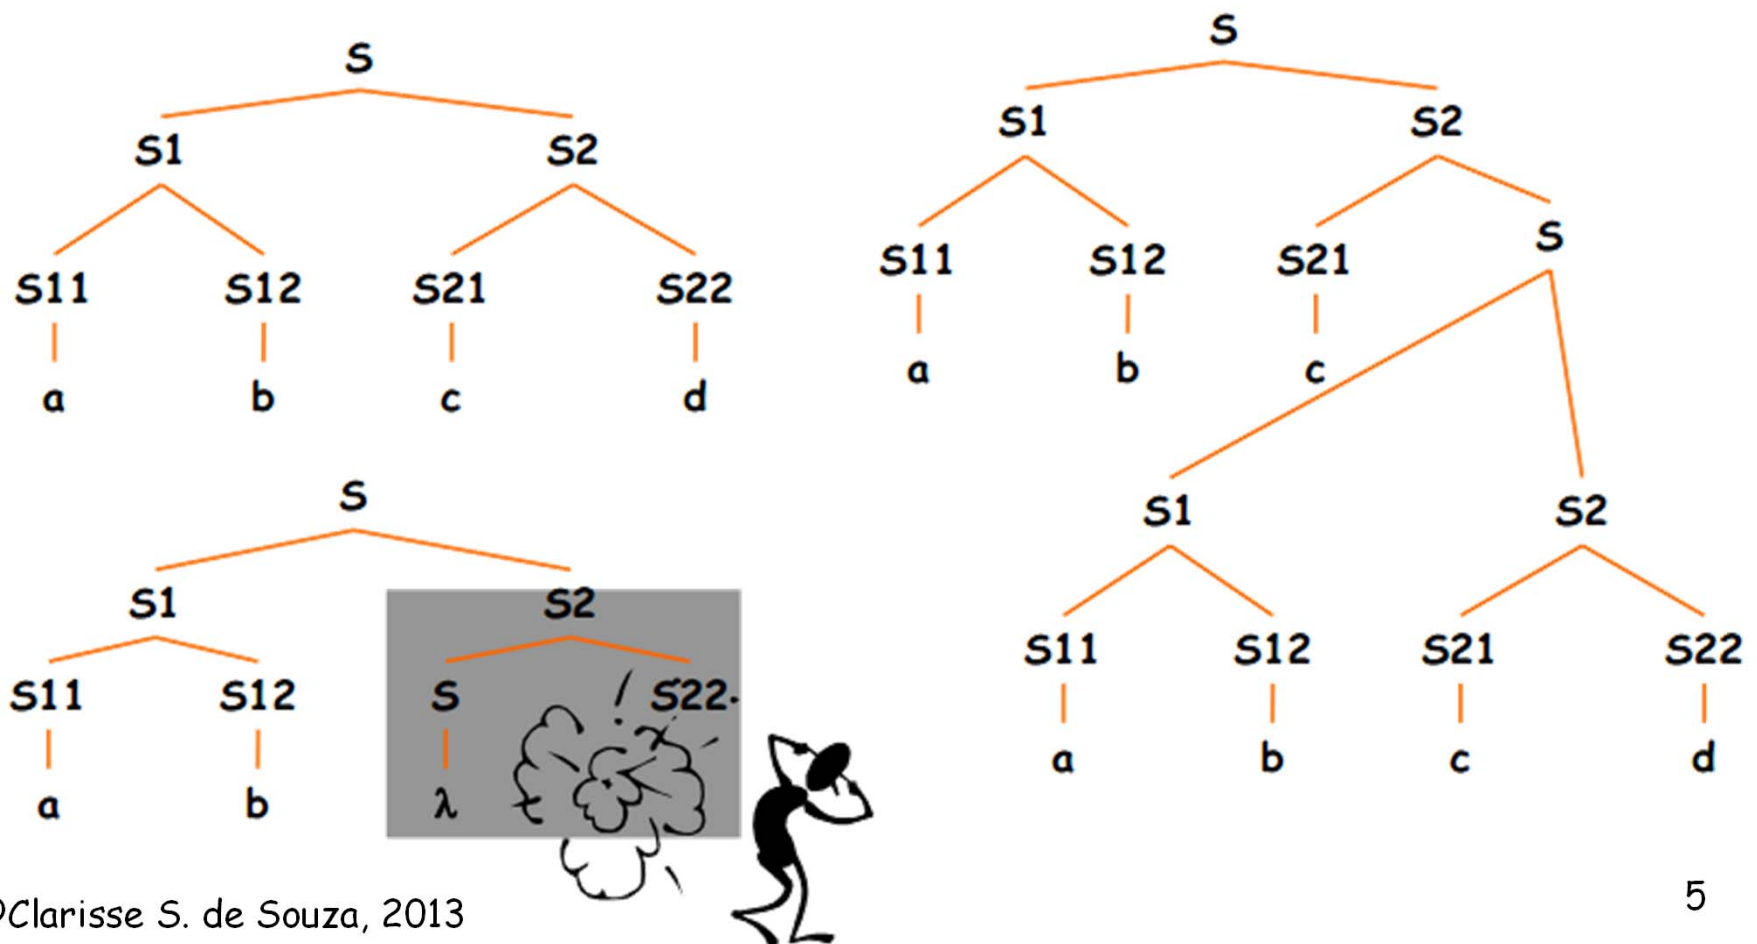 S
S1 S2
S11 S12 S21 S22
a b c d
S
S1 S2
S11 S12 S21 S
a b c
S1 S2
S11 S12 S21 S22
a b c d
S
S1 S2
S11 S12 S S22
a b λ
©Clarisse S. de Souza, 2013
5